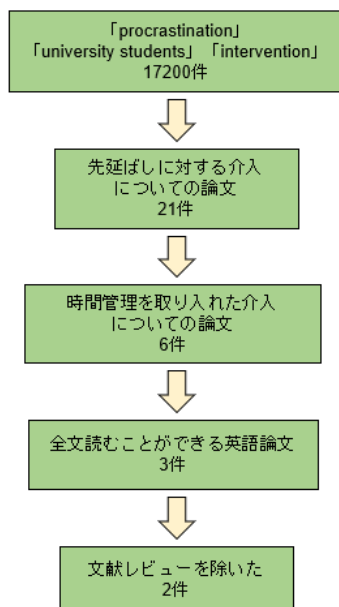 「procrastination」
「university students」「intervention」
17200件
先延ばしに対する介入
についての論文
21件
時間管理を取り入れた介入
についての論文
6件
全文読むことができる英語論文
3件
文献レビューを除いた
2件